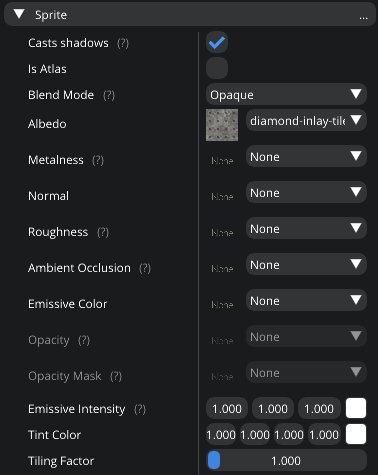 Sprite ...
Casts shadows (?)
Is Atlas
Blend Mode (?) Opaque
Albedo diamond-inlay-tile
Metalness (?) None None
Normal None None
Roughness (?) None None
Ambient Occlusion (?) None None
Emissive Color None None
Opacity (?) None None
Opacity Mask (?) None None
Emissive Intensity (?) 1.000 1.000 1.000
Tint Color 1.000 1.000 1.000 1.000
Tiling Factor 1.000